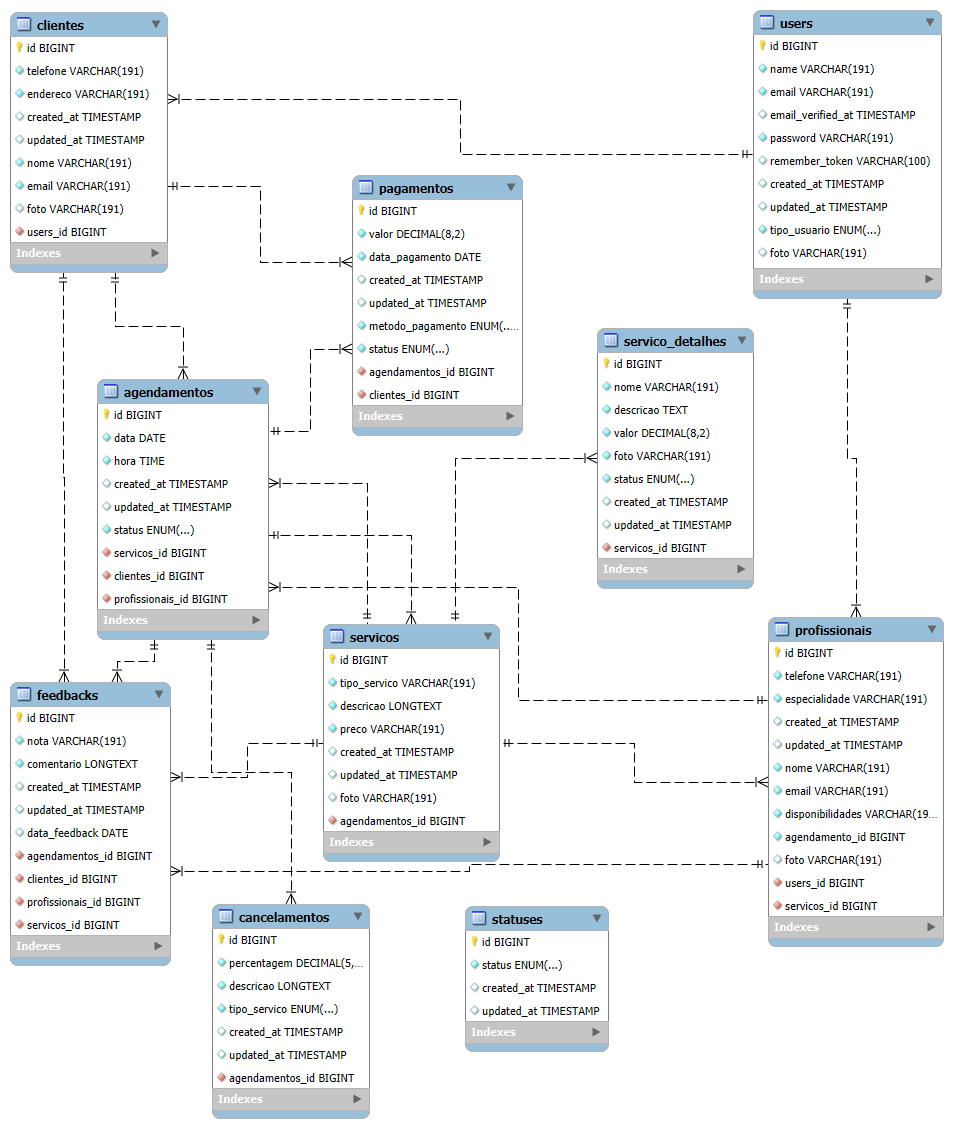 clientes
id BIGINT
telefone VARCHAR(191)
endereco VARCHAR(191)
created_at TIMESTAMP
updated_at TIMESTAMP
nome VARCHAR(191)
email VARCHAR(191)
foto VARCHAR(191)
users_id BIGINT
Indexes
users
id BIGINT
name VARCHAR(191)
email VARCHAR(191)
email_verified_at TIMESTAMP
password VARCHAR(191)
remember_token VARCHAR(100)
created_at TIMESTAMP
updated_at TIMESTAMP
tipo_usuario ENUM(...)
foto VARCHAR(191)
Indexes
pagamentos
id BIGINT
valor DECIMAL(8,2)
data_pagamento DATE
created_at TIMESTAMP
updated_at TIMESTAMP
metodo_pagamento ENUM(..…
status ENUM(...)
agendamentos_id BIGINT
clientes_id BIGINT
Indexes
servico_detalhes
id BIGINT
nome VARCHAR(191)
descricao TEXT
valor DECIMAL(8,2)
foto VARCHAR(191)
status ENUM(...)
created_at TIMESTAMP
updated_at TIMESTAMP
servicos_id BIGINT
Indexes
agendamentos
id BIGINT
data DATE
hora TIME
created_at TIMESTAMP
updated_at TIMESTAMP
status ENUM(...)
servicos_id BIGINT
clientes_id BIGINT
profissionais_id BIGINT
Indexes
servicos
id BIGINT
tipo_servico VARCHAR(191)
descricao LONGTEXT
preco VARCHAR(191)
created_at TIMESTAMP
updated_at TIMESTAMP
foto VARCHAR(191)
agendamentos_id BIGINT
Indexes
profissionais
id BIGINT
telefone VARCHAR(191)
especialidade VARCHAR(191)
created_at TIMESTAMP
updated_at TIMESTAMP
nome VARCHAR(191)
email VARCHAR(191)
disponibilidades VARCHAR(19…
agendamento_id BIGINT
foto VARCHAR(191)
users_id BIGINT
servicos_id BIGINT
Indexes
feedbacks
id BIGINT
nota VARCHAR(191)
comentario LONGTEXT
created_at TIMESTAMP
updated_at TIMESTAMP
data_feedback DATE
agendamentos_id BIGINT
clientes_id BIGINT
profissionais_id BIGINT
servicos_id BIGINT
Indexes
cancelamentos
id BIGINT
percentagem DECIMAL(5,…
descricao LONGTEXT
tipo_servico ENUM(...)
created_at TIMESTAMP
updated_at TIMESTAMP
agendamentos_id BIGINT
Indexes
statuses
id BIGINT
status ENUM(...)
created_at TIMESTAMP
updated_at TIMESTAMP
Indexes